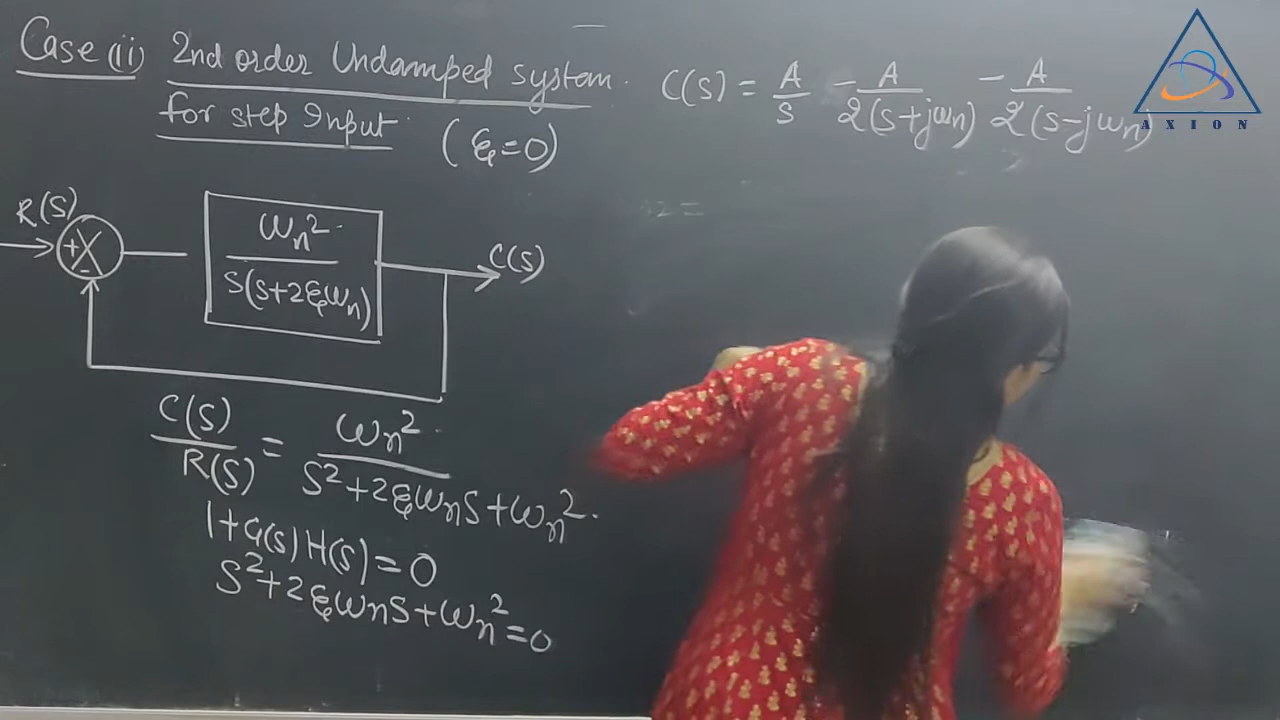 Case (ii) 2nd order Undamped system.
for step Input. (ξ=0)
R(S)
+
-
ωn²
S(S+2ξωn)
C(S)
C(S)/R(S) = ωn²/(S²+2ξωnS+ωn²).
1+G(S)H(S)=0
S²+2ξωnS+ωn²=0
C(S) = A/S - A/2(S+jωn) - A/2(S-jωn)
AXION